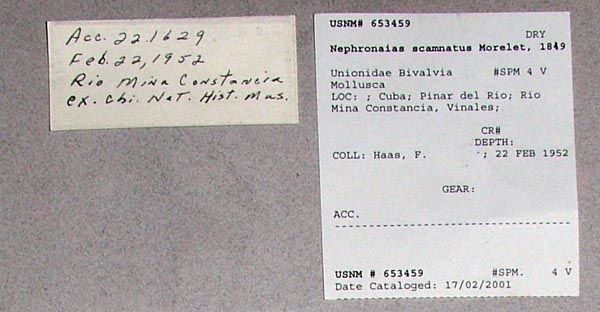 Acc. 221629
Feb. 22, 1952
Rio Mina Constancia
ex. Chi. Nat. Hist. Mus.
USNM# 653459
DRY
Nephronaias scamnatus Morelet, 1849
Unionidae Bivalvia #SPM 4 V
Mollusca
LOC: ; Cuba; Pinar del Rio; Rio
Mina Constancia, Vinales;
CR#
DEPTH:
COLL: Haas, F. ; 22 FEB 1952
GEAR:
ACC.
USNM # 653459 #SPM. 4 V
Date Cataloged: 17/02/2001